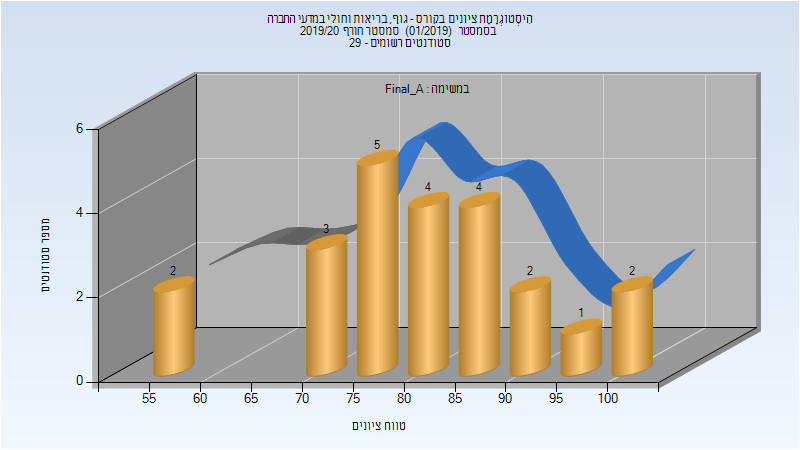 הִיסְטוֹגְרָמַת ציונים בקורס - גוף, בריאות וחולי במדעי החברה
בסמסטר (01/2019) סמסטר חורף 2019/20
סטודנטים רשומים - 29
במשימה : Final_A
מספר סטודנטים
6
4
2
0
2
3
5
4
4
2
1
2
55 60 65 70 75 80 85 90 95 100
טווח ציונים